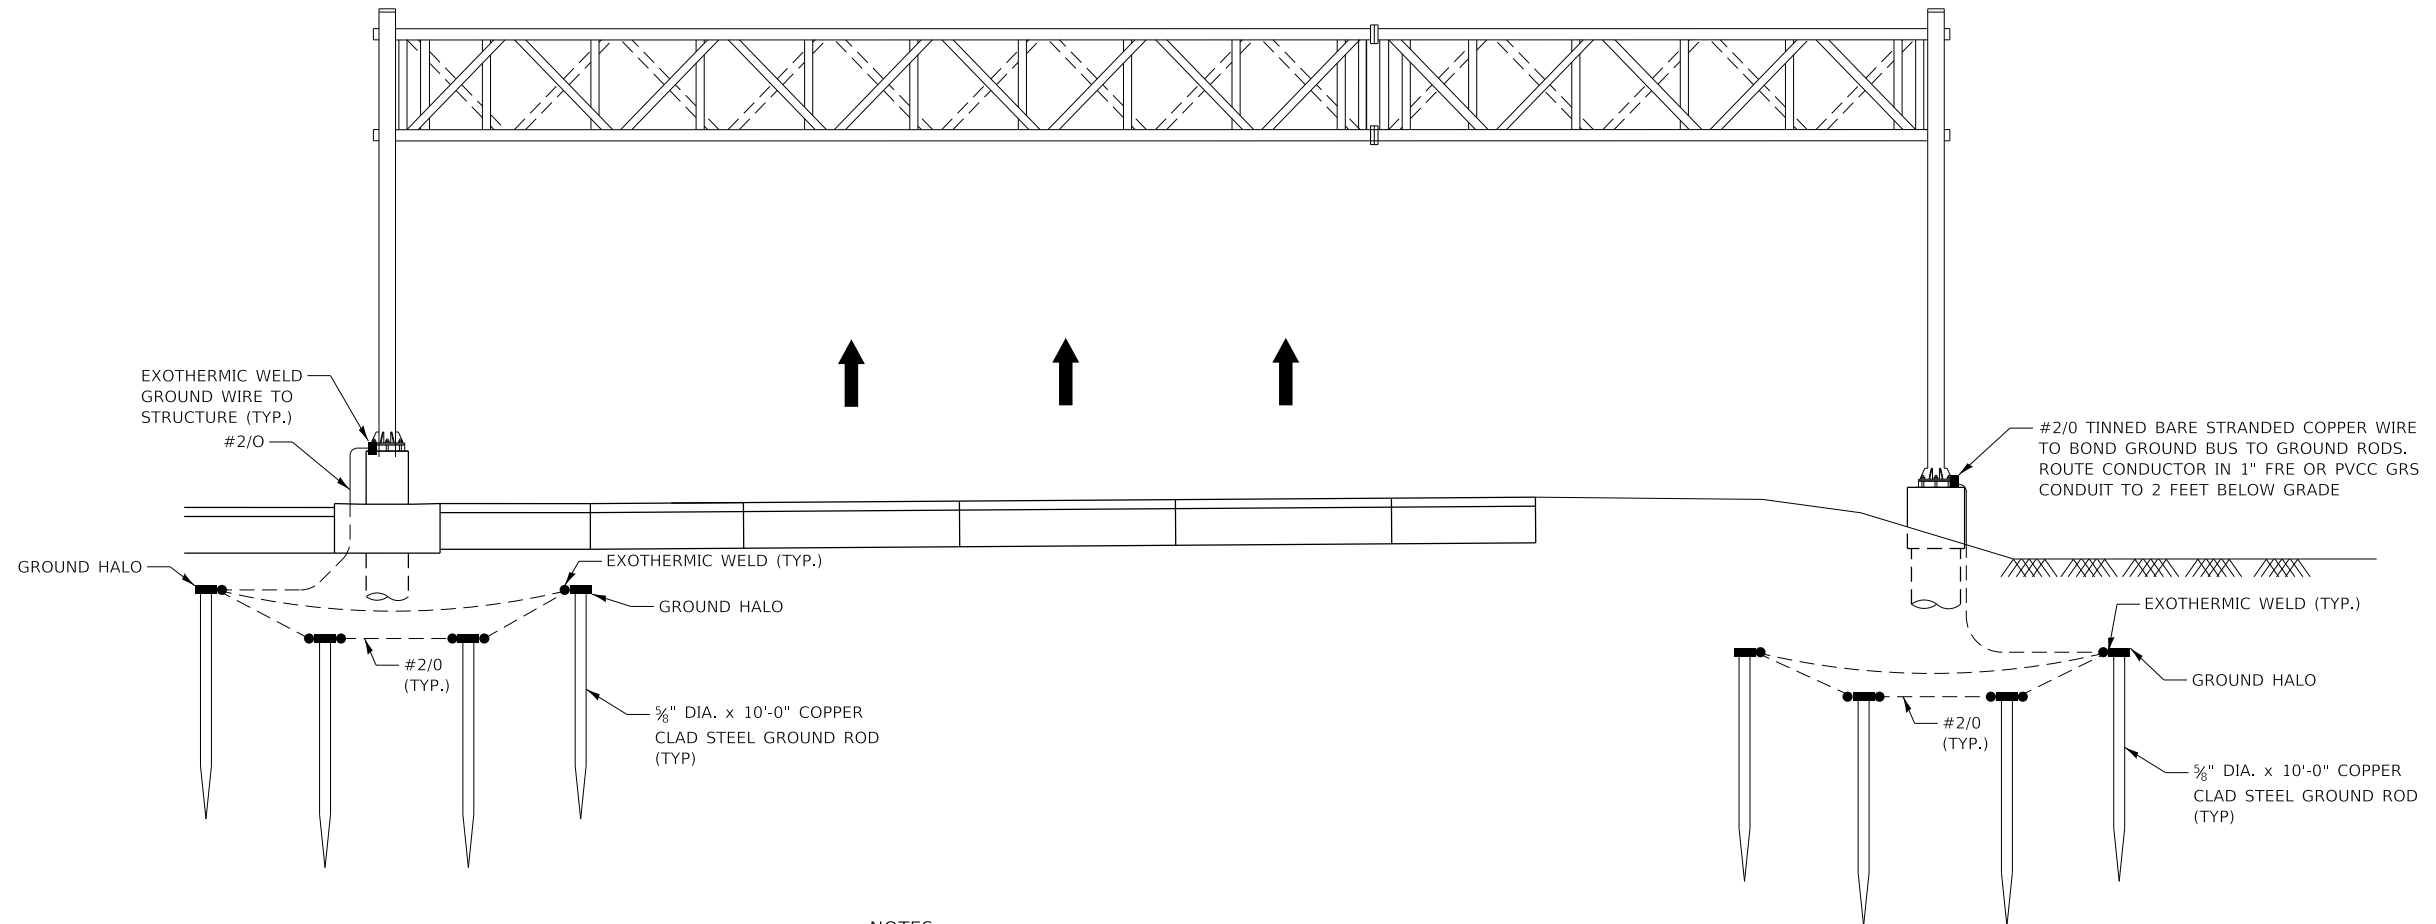 EXOTHERMIC WELD
GROUND WIRE TO
STRUCTURE (TYP.)
#2/O
#2/0 TINNED BARE STRANDED COPPER WIRE
TO BOND GROUND BUS TO GROUND RODS.
ROUTE CONDUCTOR IN 1" FRE OR PVCC GRS
CONDUIT TO 2 FEET BELOW GRADE
GROUND HALO
EXOTHERMIC WELD (TYP.)
GROUND HALO
#2/0
(TYP.)
⅝" DIA. x 10'-0" COPPER
CLAD STEEL GROUND ROD
(TYP)
EXOTHERMIC WELD (TYP.)
GROUND HALO
#2/0
(TYP.)
⅝" DIA. x 10'-0" COPPER
CLAD STEEL GROUND ROD
(TYP)
NOTES